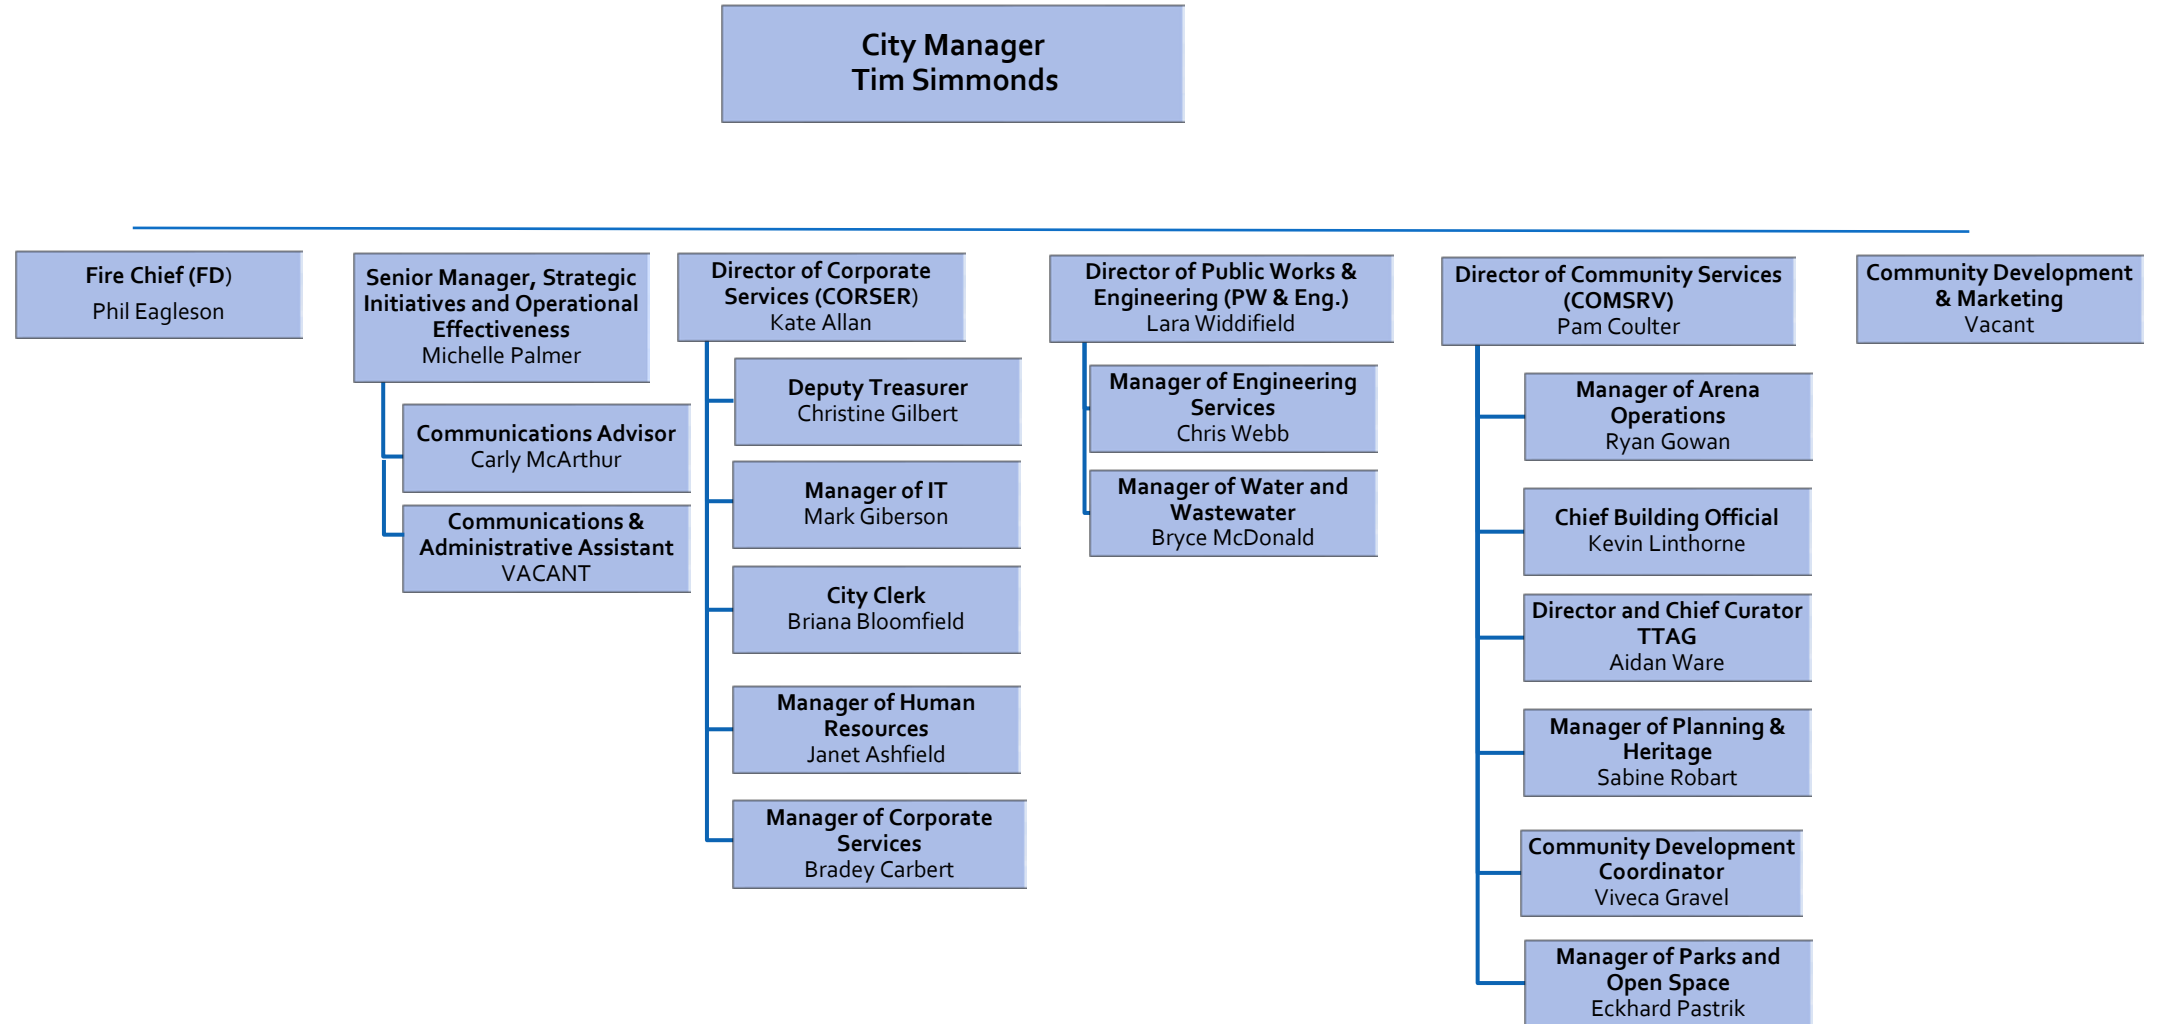 City Manager
Tim Simmonds
Fire Chief (FD)
Phil Eagleson
Senior Manager, Strategic
Initiatives and Operational
Effectiveness
Michelle Palmer
Communications Advisor
Carly McArthur
Communications &
Administrative Assistant
VACANT
Director of Corporate
Services (CORSER)
Kate Allan
Deputy Treasurer
Christine Gilbert
Manager of IT
Mark Giberson
City Clerk
Briana Bloomfield
Manager of Human
Resources
Janet Ashfield
Manager of Corporate
Services
Bradey Carbert
Director of Public Works &
Engineering (PW & Eng.)
Lara Widdifield
Manager of Engineering
Services
Chris Webb
Manager of Water and
Wastewater
Bryce McDonald
Director of Community Services
(COMSRV)
Pam Coulter
Manager of Arena
Operations
Ryan Gowan
Chief Building Official
Kevin Linthorne
Director and Chief Curator
TTAG
Aidan Ware
Manager of Planning &
Heritage
Sabine Robart
Community Development
Coordinator
Viveca Gravel
Manager of Parks and
Open Space
Eckhard Pastrik
Community Development
& Marketing
Vacant